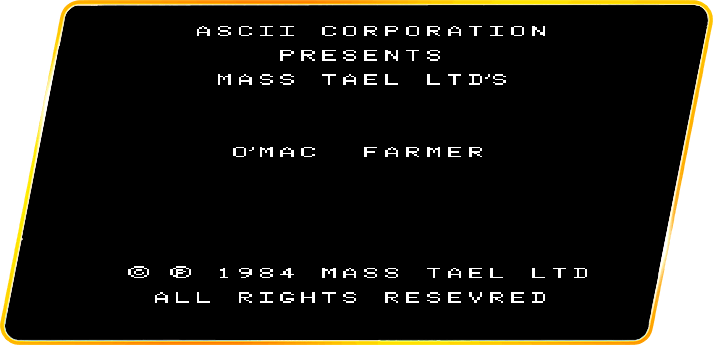 ASCII CORPORATION
PRESENTS
MASS TAEL LTD'S
O'MAC FARMER
© ℗ 1984 MASS TAEL LTD
ALL RIGHTS RESEVRED